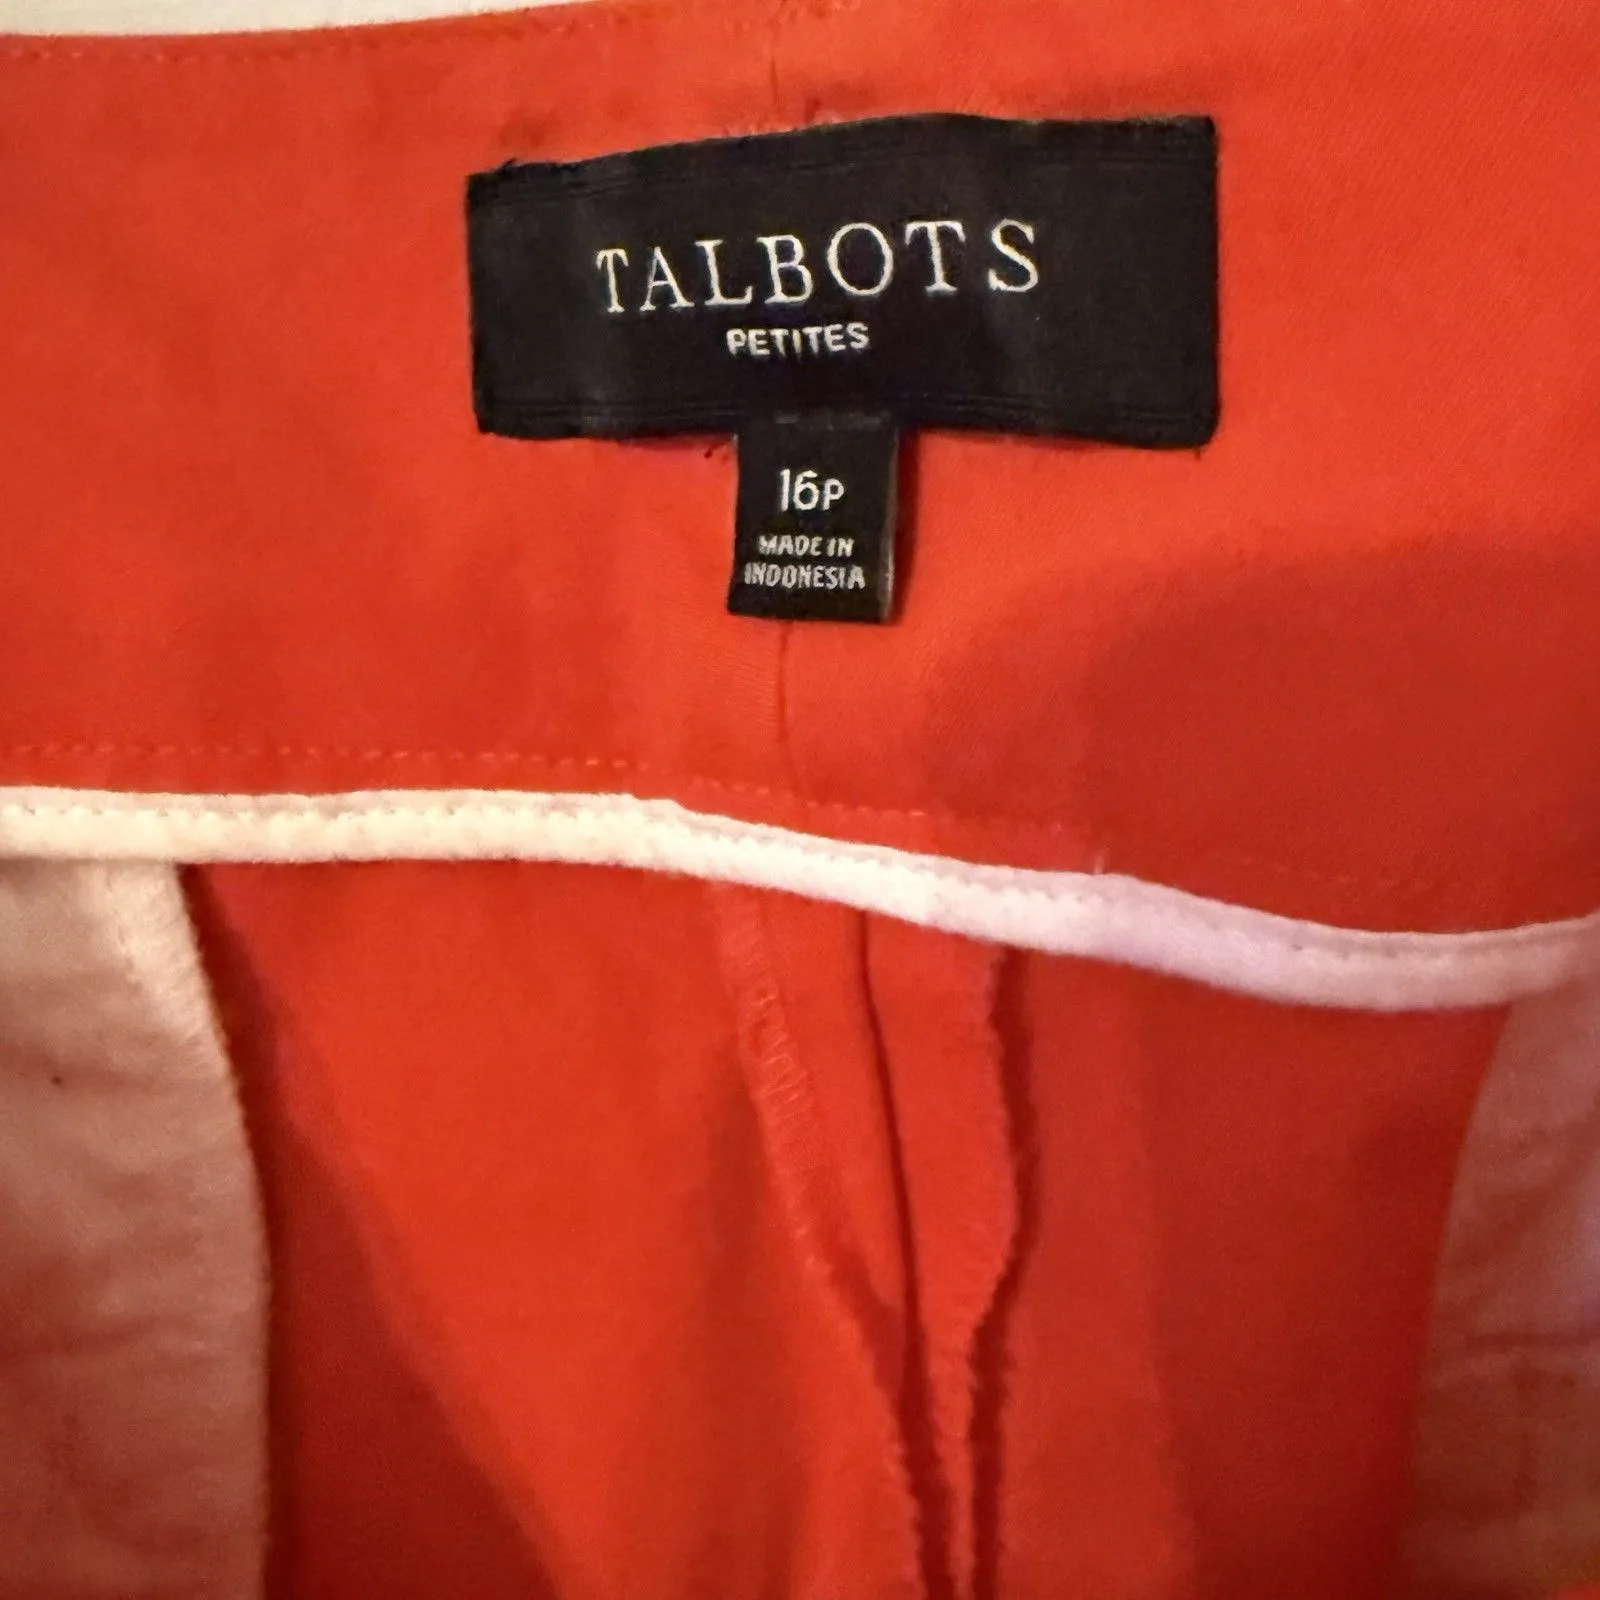 TALBOTS
PETITES
16P
MADE IN
INDONESIA